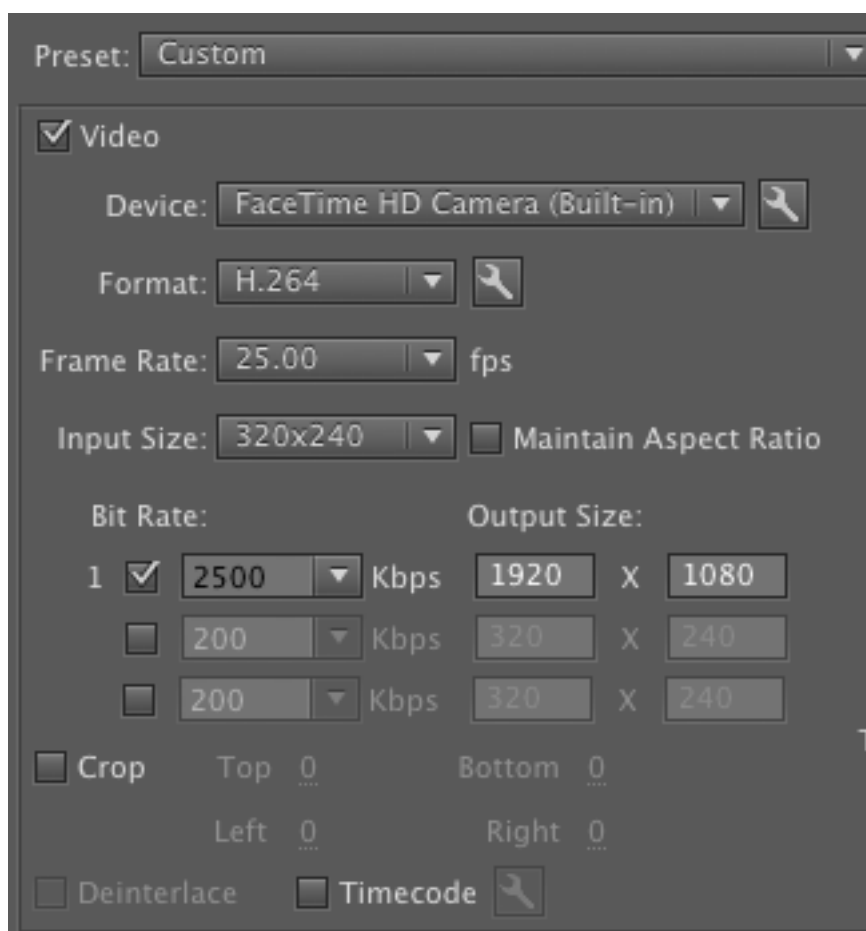 Preset: Custom
Video
Device: FaceTime HD Camera (Built-in)
Format: H.264
Frame Rate: 25.00 fps
Input Size: 320x240 Maintain Aspect Ratio
Bit Rate: Output Size:
1 2500 Kbps 1920 X 1080
200 Kbps 320 X 240
200 Kbps 320 X 240
Crop Top 0 Bottom 0
Left 0 Right 0
Deinterlace Timecode